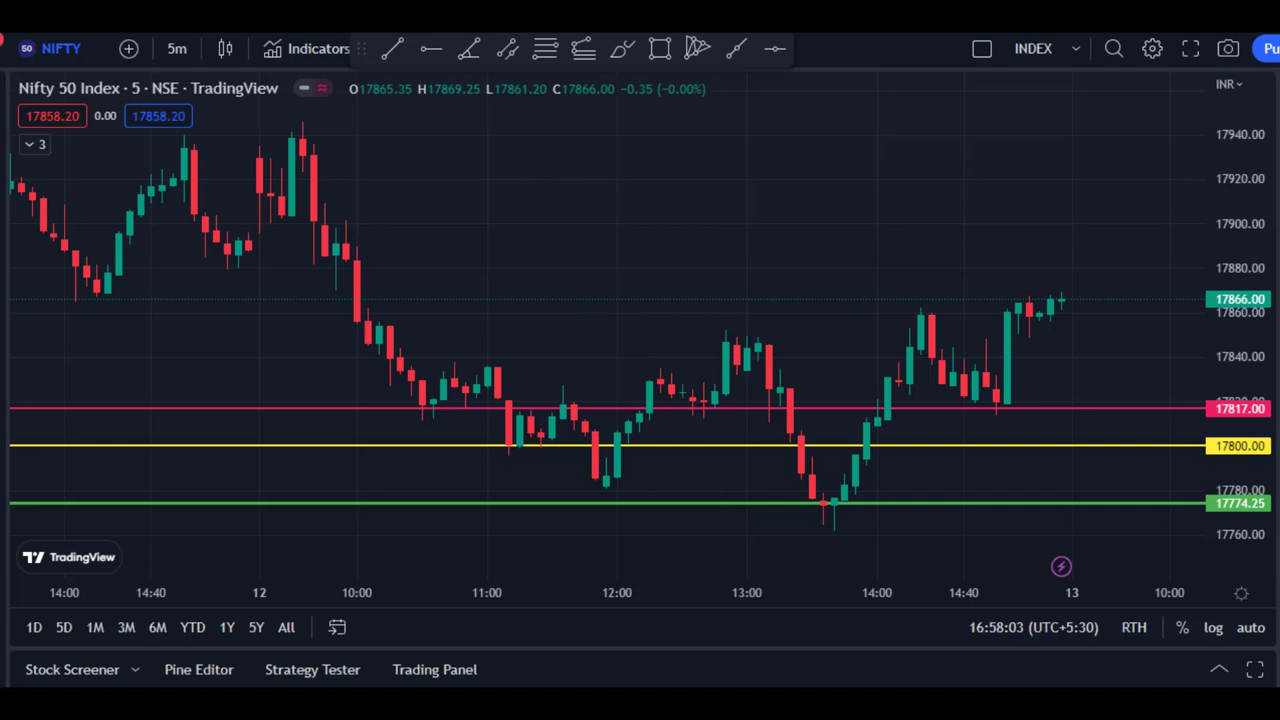 50 NIFTY 5m Indicators INDEX Pu
Nifty 50 Index · 5 · NSE · TradingView O17865.35 H17869.25 L17861.20 C17866.00 −0.35 (−0.00%) INR
17858.20 0.00 17858.20
3
17940.00
17920.00
17900.00
17880.00
17866.00
17860.00
17840.00
17817.00
17800.00
17780.00
17774.25
17760.00
TradingView
14:00 14:40 12 10:00 11:00 12:00 13:00 14:00 14:40 13 10:00
1D 5D 1M 3M 6M YTD 1Y 5Y All 16:58:03 (UTC+5:30) RTH % log auto
Stock Screener Pine Editor Strategy Tester Trading Panel